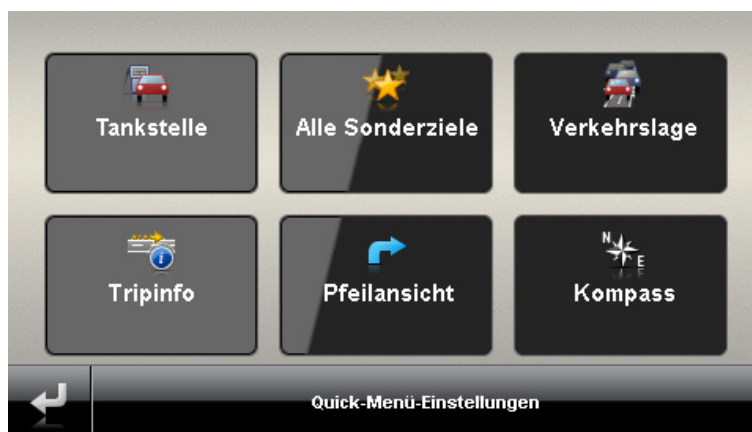 Tankstelle
Alle Sonderziele
Verkehrslage
Tripinfo
Pfeilansicht
N
E
Kompass
Quick-Menü-Einstellungen